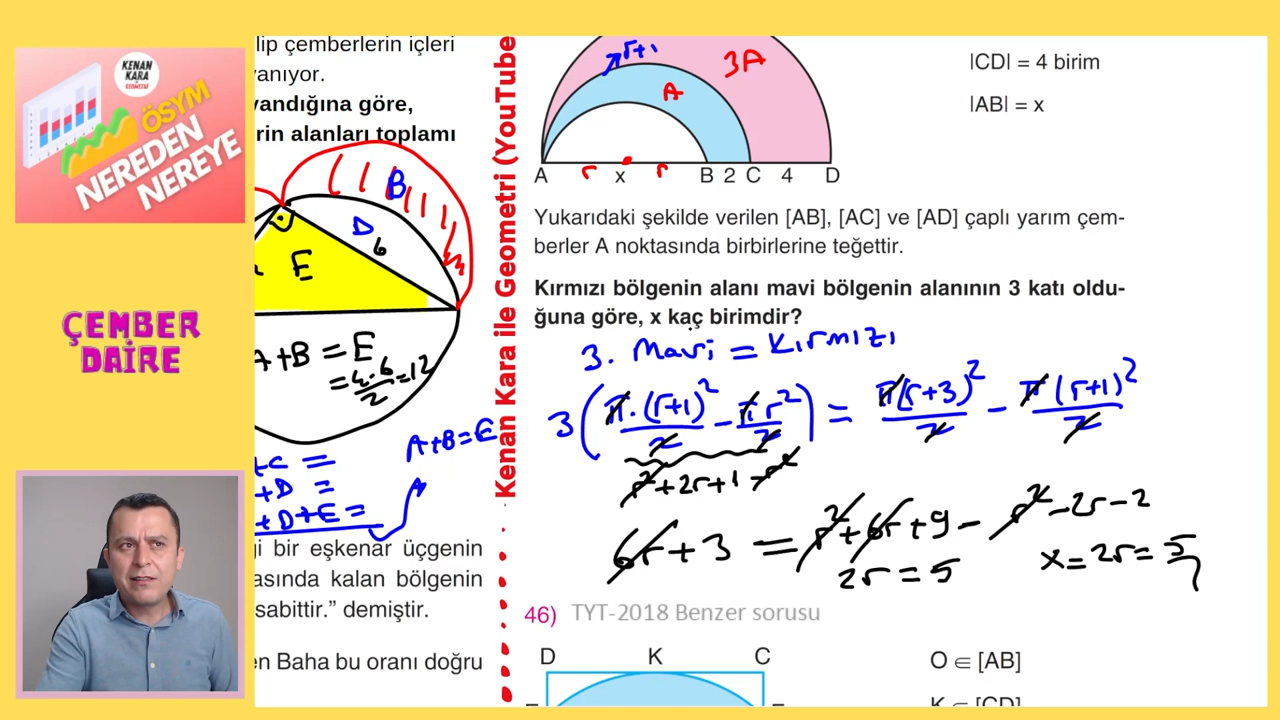 KENAN
KARA
ÖSYM
NEREDEN
NEREYE
ÇEMBER
DAİRE
lip çemberlerin içleri
anıyor.
andığına göre,
rin alanları toplamı
B
D
6
E
A+B = E
= 4.6/2 = 12
+C =
+D =
+D+E =
A+B=E
i bir eşkenar üçgenin
asında kalan bölgenin
sabittir.” demiştir.
en Baha bu oranı doğru
Kenan Kara ile Geometri (YouTube
r+1
3A
A
r r
A x B 2 C 4 D
|CD| = 4 birim
|AB| = x
Yukarıdaki şekilde verilen [AB], [AC] ve [AD] çaplı yarım çem-
berler A noktasında birbirlerine teğettir.
Kırmızı bölgenin alanı mavi bölgenin alanının 3 katı oldu-
ğuna göre, x kaç birimdir?
3. Mavi = Kırmızı
3(π.(r+1)²/2 - πr²/2) = π(r+3)²/2 - π(r+1)²/2
r²+2r+1-r²
6r+3 = r²+6r+9-r²-2r-2
2r=5
x=2r=5
46) TYT-2018 Benzer sorusu
D K C
O ∈ [AB]
K ∈ [CD]